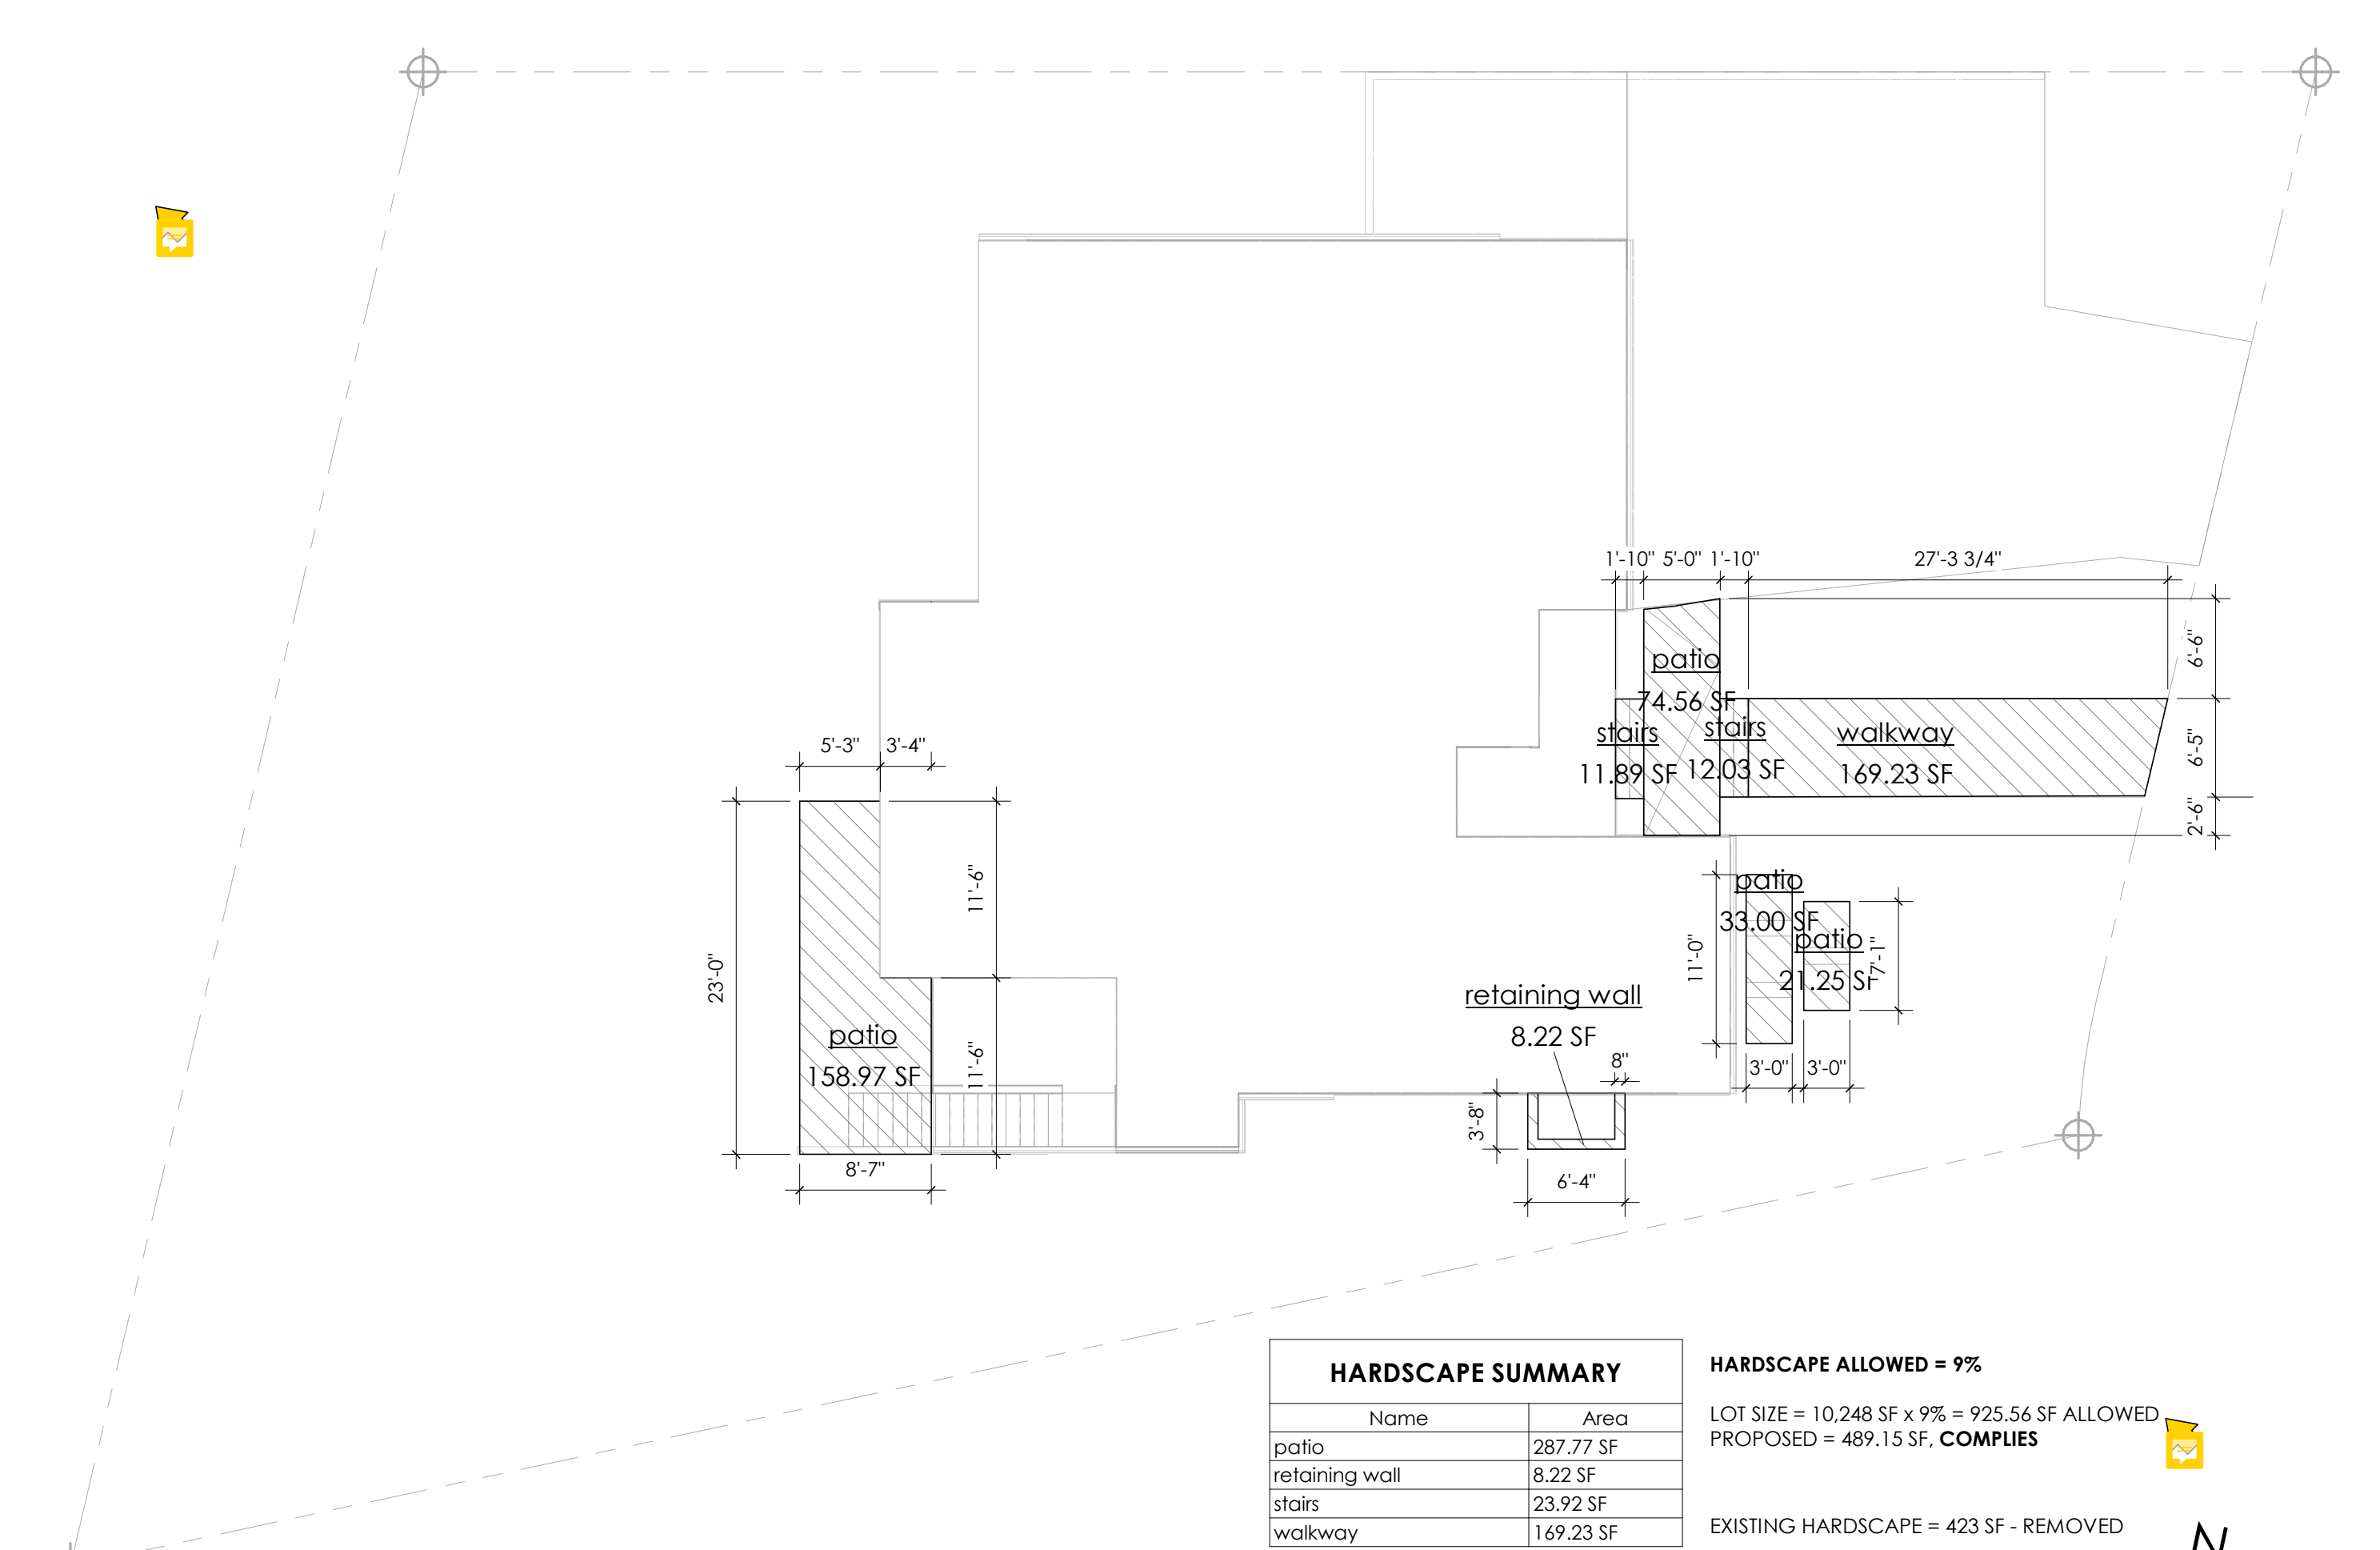 1'-10" 5'-0" 1'-10" 27'-3 3/4"
6'-6"
patio
74.56 SF
stairs
11.89 SF
stairs
12.03 SF
walkway
169.23 SF
6'-5"
2'-6"
5'-3" 3'-4"
11'-6"
23'-0"
patio
158.97 SF
11'-6"
8'-7"
patio
33.00 SF
patio
21.25 SF
11'-0"
7'-1"
3'-0" 3'-0"
retaining wall
8.22 SF
8"
3'-8"
6'-4"
HARDSCAPE SUMMARY
Name Area
patio 287.77 SF
retaining wall 8.22 SF
stairs 23.92 SF
walkway 169.23 SF
HARDSCAPE ALLOWED = 9%
LOT SIZE = 10,248 SF x 9% = 925.56 SF ALLOWED
PROPOSED = 489.15 SF, COMPLIES
EXISTING HARDSCAPE = 423 SF - REMOVED
N